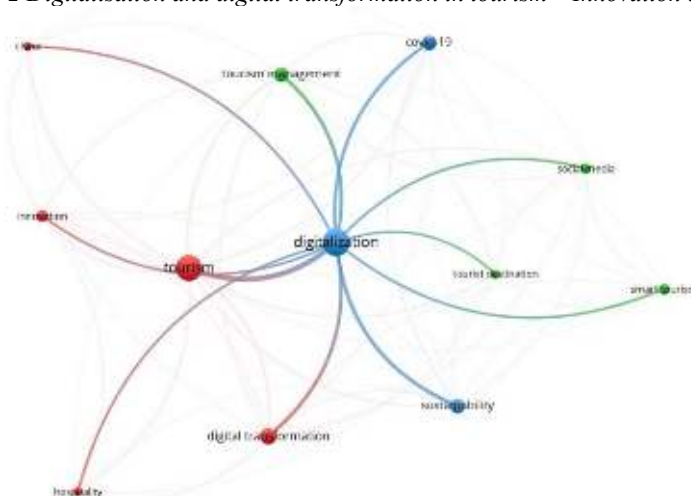 Digitalisation and digital transformation in tourism
covid-19
tourism management
social media
innovation
digitalization
tourism
tourist destination
smart tourism
sustainability
digital transformation
hospitality